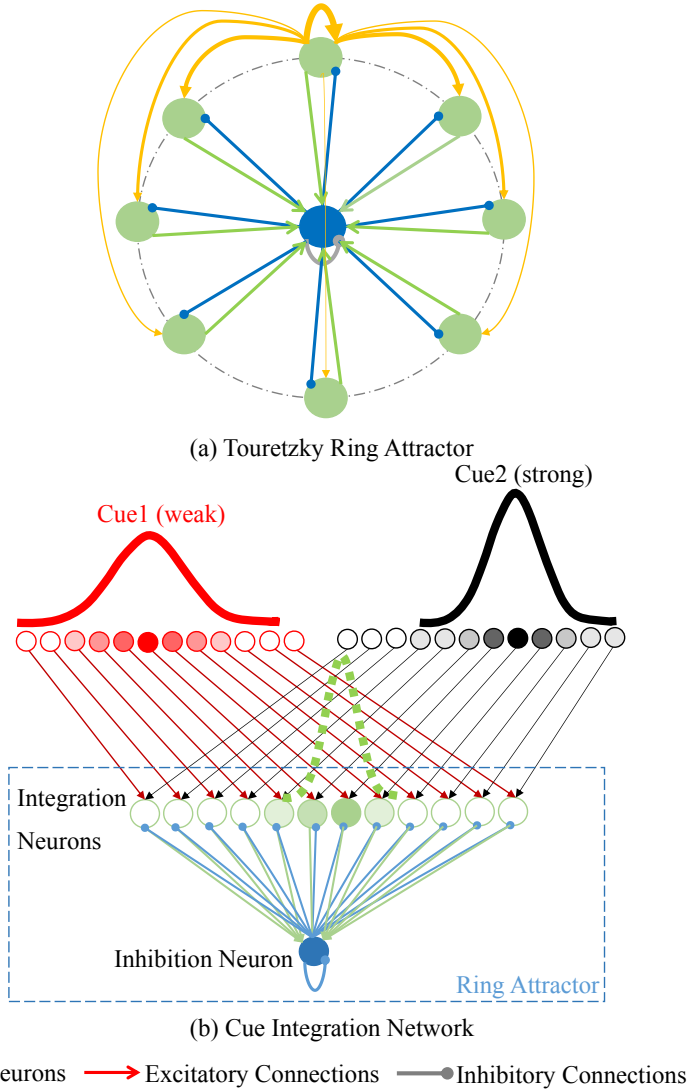 (a) Touretzky Ring Attractor
Cue2 (strong)
Cue1 (weak)
Integration
Neurons
Inhibition Neuron
Ring Attractor
(b) Cue Integration Network
eurons Excitatory Connections Inhibitory Connections